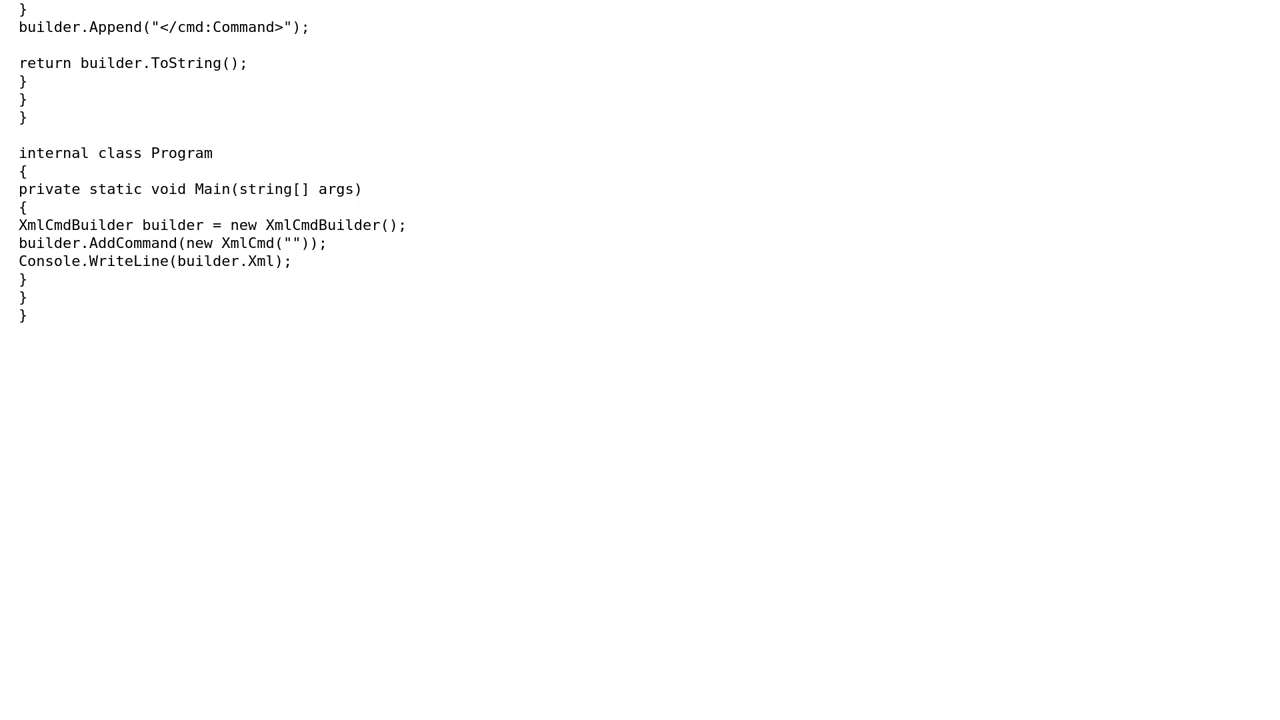 }
builder.Append("</cmd:Command>");

return builder.ToString();
}
}
}

internal class Program
{
private static void Main(string[] args)
{
XmlCmdBuilder builder = new XmlCmdBuilder();
builder.AddCommand(new XmlCmd(""));
Console.WriteLine(builder.Xml);
}
}
}